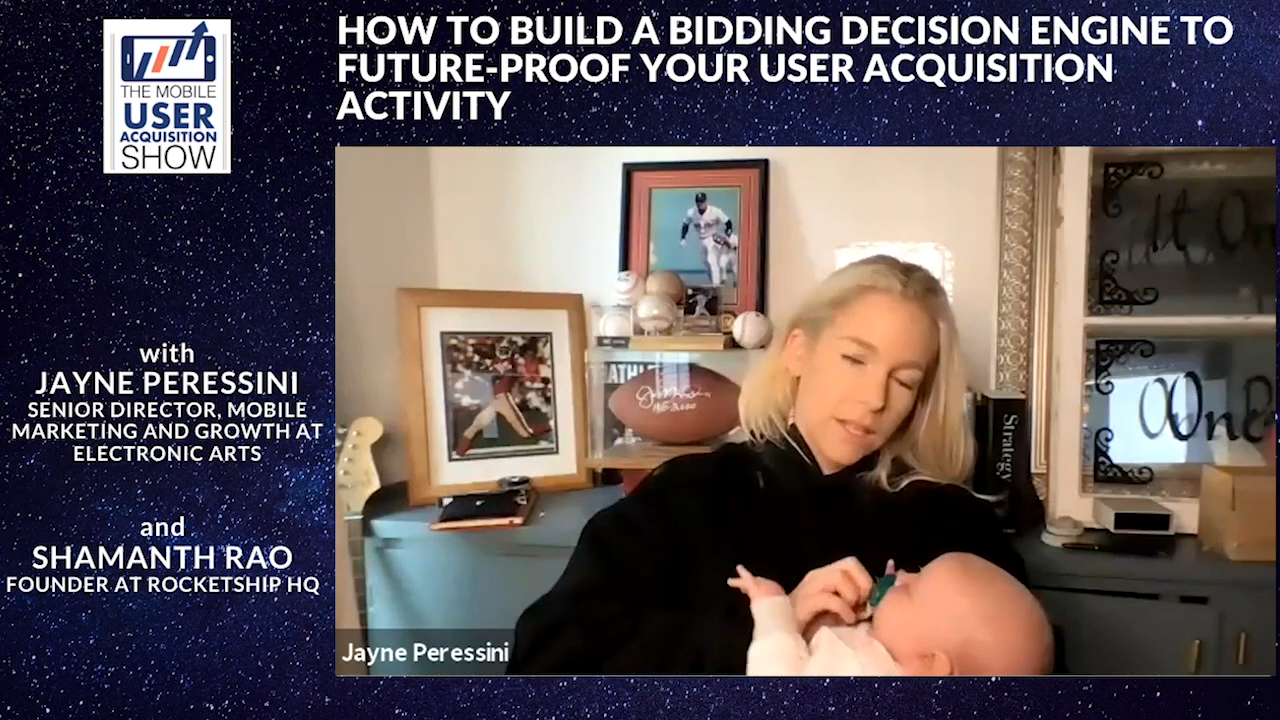 HOW TO BUILD A BIDDING DECISION ENGINE TO
FUTURE-PROOF YOUR USER ACQUISITION
ACTIVITY
THE MOBILE
USER
ACQUISITION
SHOW
with
JAYNE PERESSINI
SENIOR DIRECTOR, MOBILE
MARKETING AND GROWTH AT
ELECTRONIC ARTS
and
SHAMANTH RAO
FOUNDER AT ROCKETSHIP HQ
Strategy
Jayne Peressini